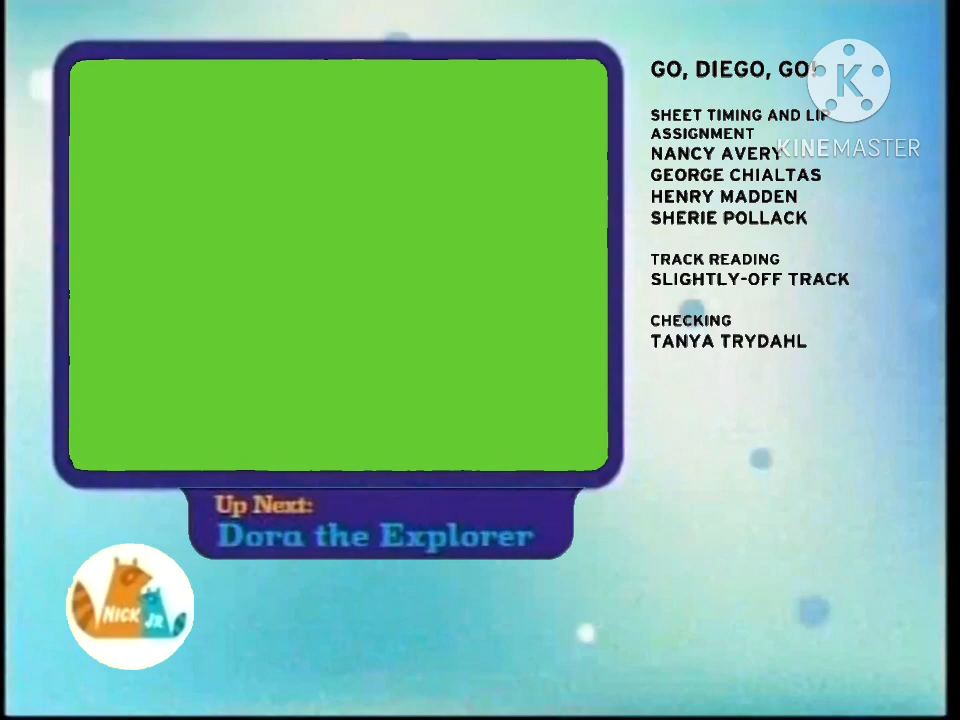 GO, DIEGO, GO!
K
SHEET TIMING AND LIP
ASSIGNMENT
NANCY AVERY
KINEMASTER
GEORGE CHIALTAS
HENRY MADDEN
SHERIE POLLACK
TRACK READING
SLIGHTLY-OFF TRACK
CHECKING
TANYA TRYDAHL
Up Next:
Dora the Explorer
NICK JR